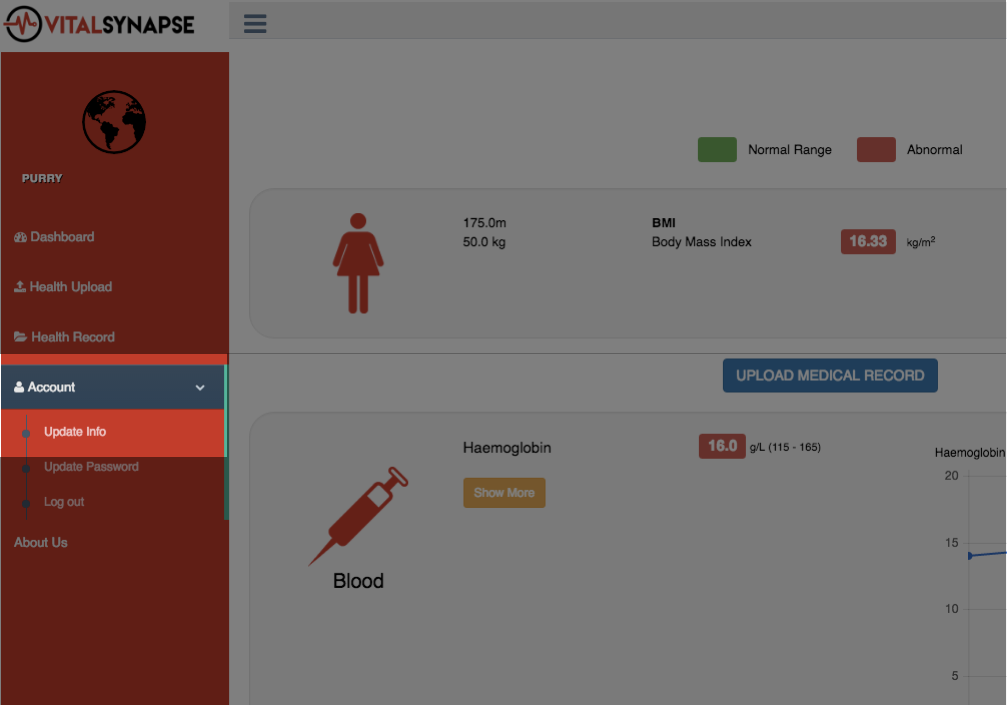 VITALSYNAPSE
PURRY
Dashboard
Health Upload
Health Record
Account
Update Info
Update Password
Log out
About Us
Normal Range
Abnormal
175.0m
50.0 kg
BMI
Body Mass Index
16.33 kg/m²
UPLOAD MEDICAL RECORD
Haemoglobin
16.0 g/L (115 - 165)
Show More
Blood
Haemoglobin
20
15
10
5